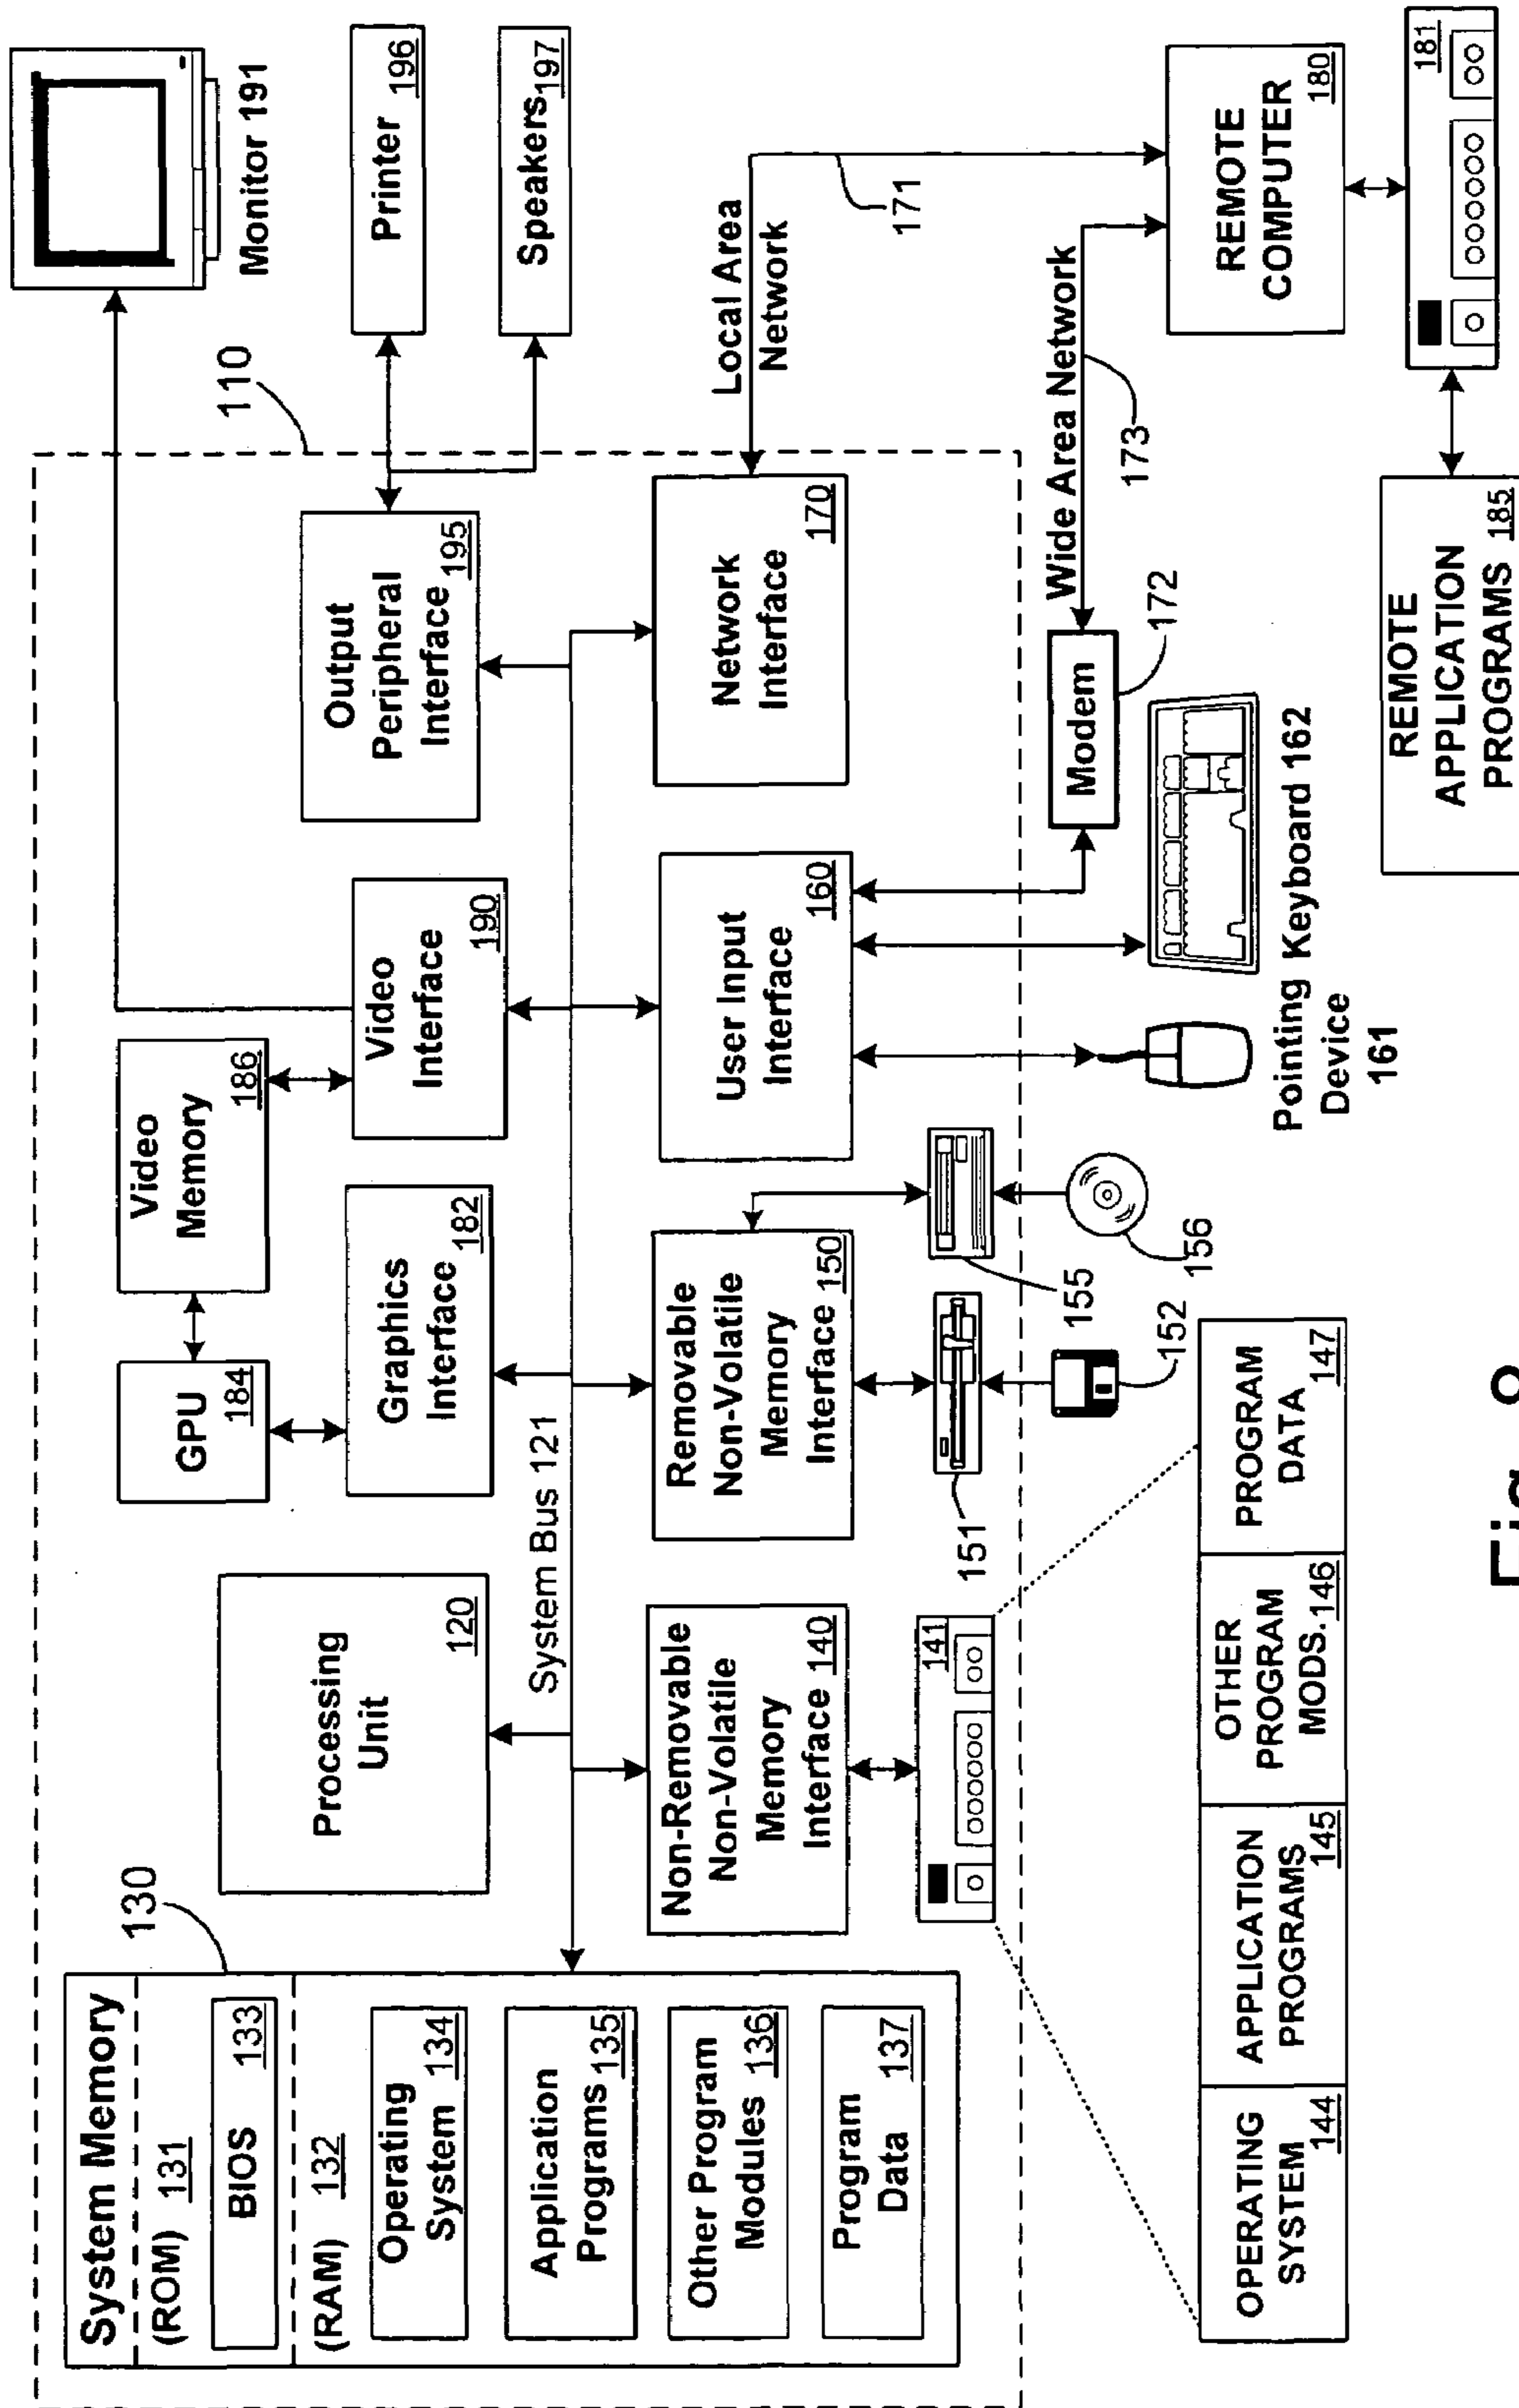 System Memory
(ROM) 131
BIOS 133
(RAM) 132
Operating
System 134
Application
Programs 135
Other Program
Modules 136
Program
Data 137
130
Processing
Unit
120
GPU
184
Video
Memory
186
Graphics
Interface
182
Video
Interface
190
Output
Peripheral
Interface 195
110
Monitor 191
Printer
196
Speakers 197
System Bus 121
Non-Removable
Non-Volatile
Memory
Interface 140
Removable
Non-Volatile
Memory
Interface 150
User Input
Interface
160
Network
Interface
170
Local Area
Network
171
Wide Area Network
173
Modem
172
141
151
152
155
156
Pointing
Device
161
Keyboard 162
REMOTE
COMPUTER
180
181
REMOTE
APPLICATION
PROGRAMS 185
OPERATING
SYSTEM
144
APPLICATION
PROGRAMS
145
OTHER
PROGRAM
MODS. 146
PROGRAM
DATA
147